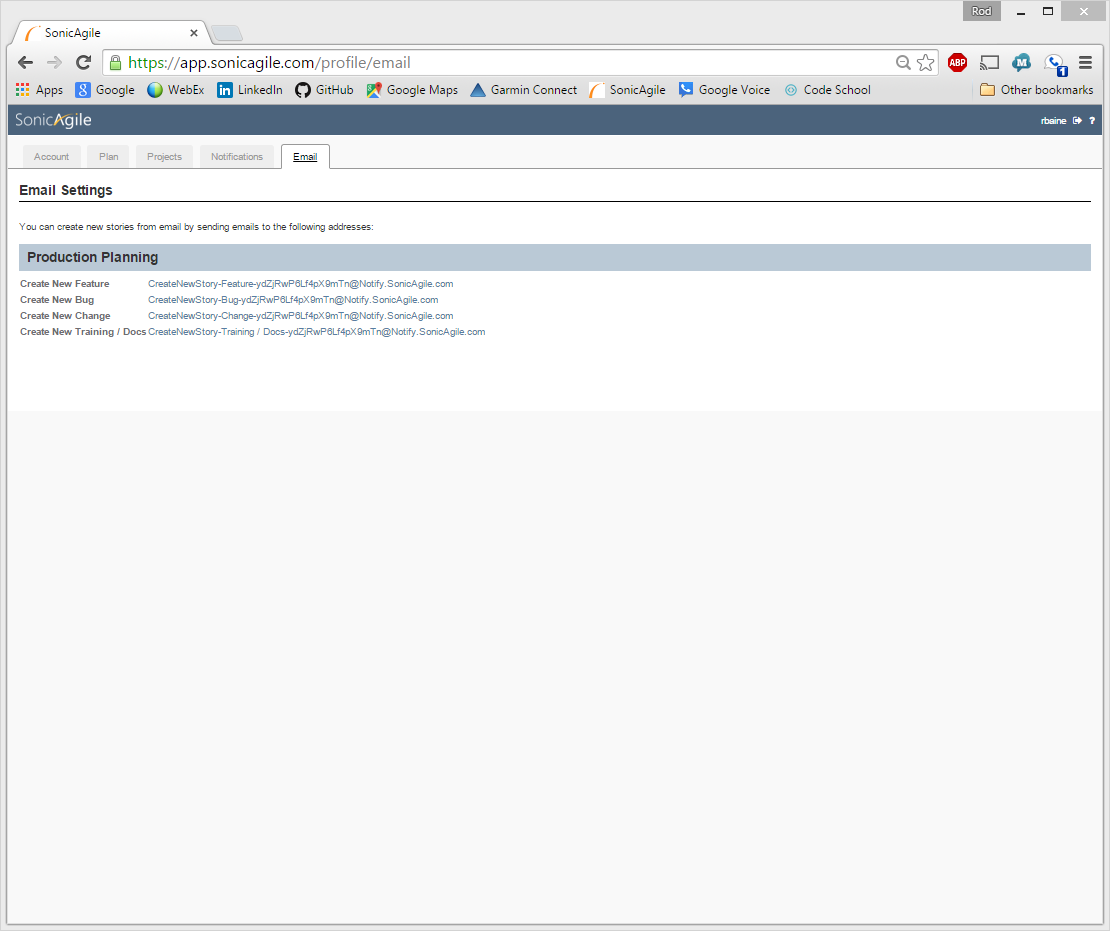 Rod
SonicAgile
https://app.sonicagile.com/profile/email
ABP
M
1
Apps Google WebEx LinkedIn GitHub Google Maps Garmin Connect SonicAgile Google Voice Code School Other bookmarks
SonicAgile rbaine ?
Account Plan Projects Notifications Email
Email Settings
You can create new stories from email by sending emails to the following addresses:
Production Planning
Create New Feature CreateNewStory-Feature-ydZjRwP6Lf4pX9mTn@Notify.SonicAgile.com
Create New Bug CreateNewStory-Bug-ydZjRwP6Lf4pX9mTn@Notify.SonicAgile.com
Create New Change CreateNewStory-Change-ydZjRwP6Lf4pX9mTn@Notify.SonicAgile.com
Create New Training / Docs CreateNewStory-Training / Docs-ydZjRwP6Lf4pX9mTn@Notify.SonicAgile.com